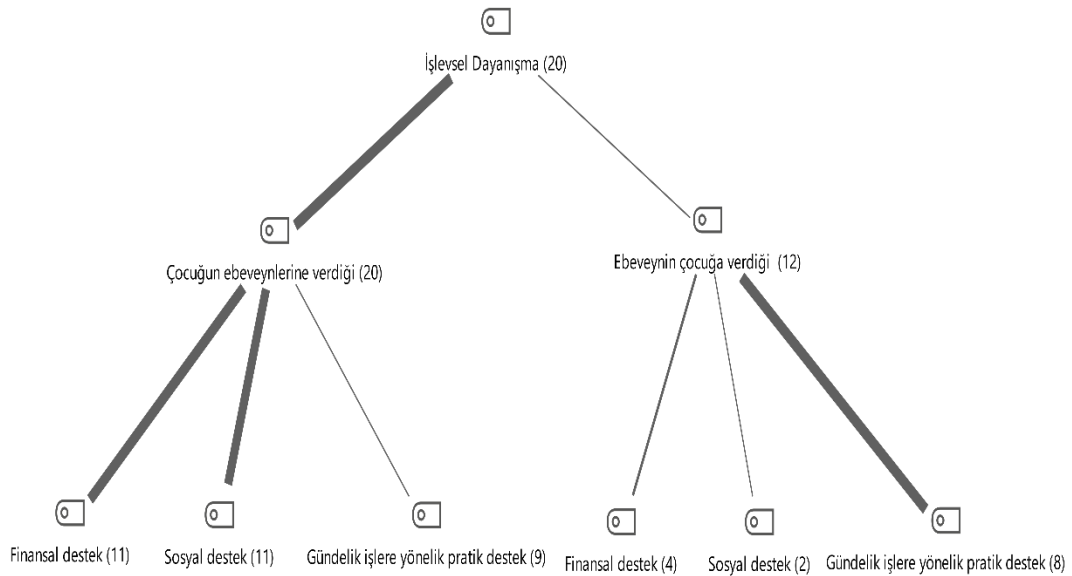 İşlevsel Dayanışma (20)
Çocuğun ebeveynlerine verdiği (20)
Ebeveynin çocuğa verdiği (12)
Finansal destek (11)
Sosyal destek (11)
Gündelik işlere yönelik pratik destek (9)
Finansal destek (4)
Sosyal destek (2)
Gündelik işlere yönelik pratik destek (8)